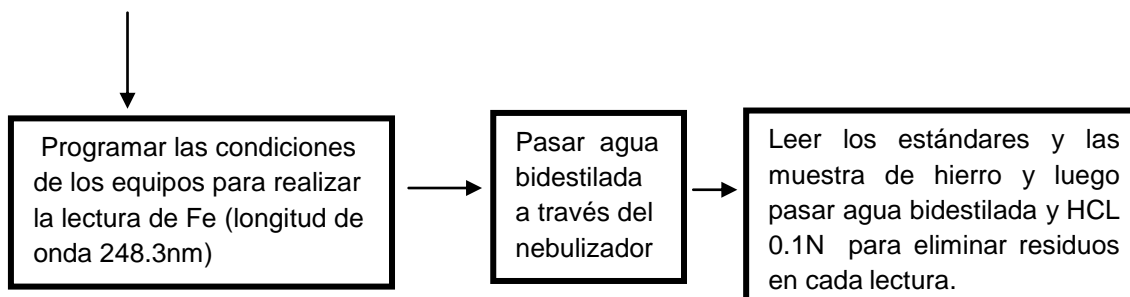 Programar las condiciones
de los equipos para realizar
la lectura de Fe (longitud de
onda 248.3nm)
Pasar agua
bidestilada
a través del
nebulizador
Leer los estándares y las
muestra de hierro y luego
pasar agua bidestilada y HCL
0.1N para eliminar residuos
en cada lectura.